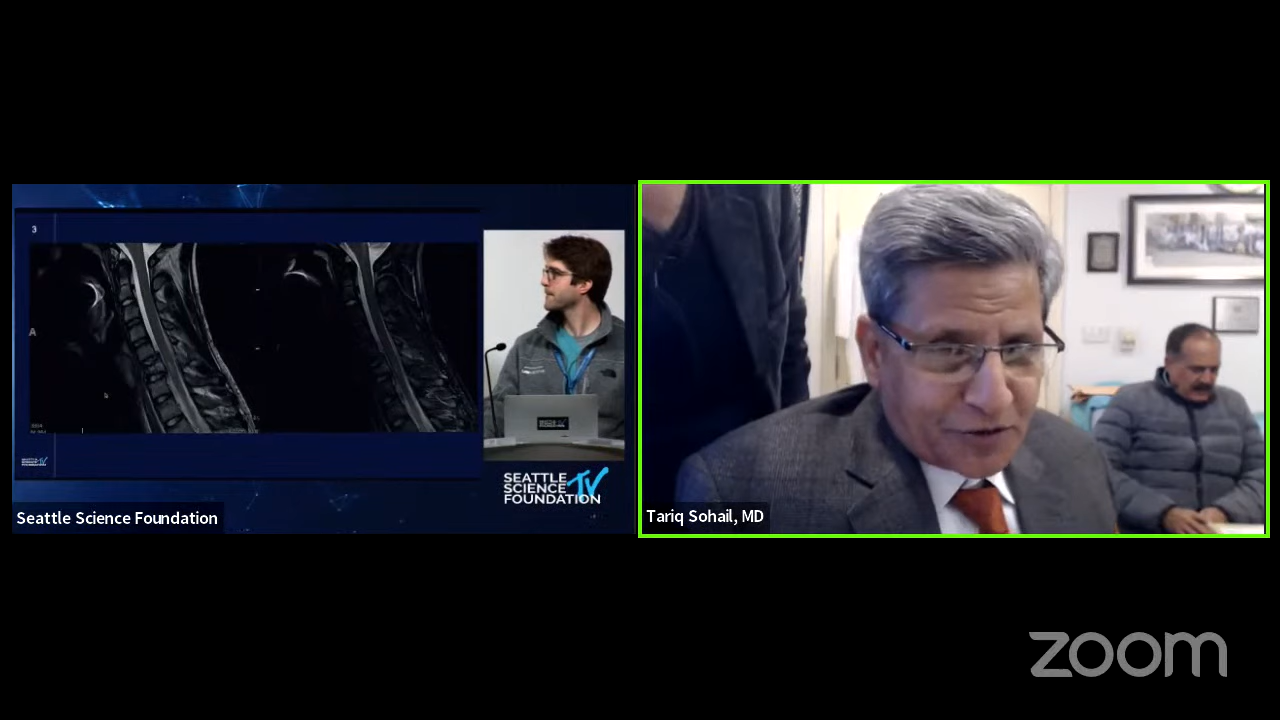 3
A
SEATTLE
SCIENCE TV
FOUNDATION
Seattle Science Foundation
Tariq Sohail, MD
zoom